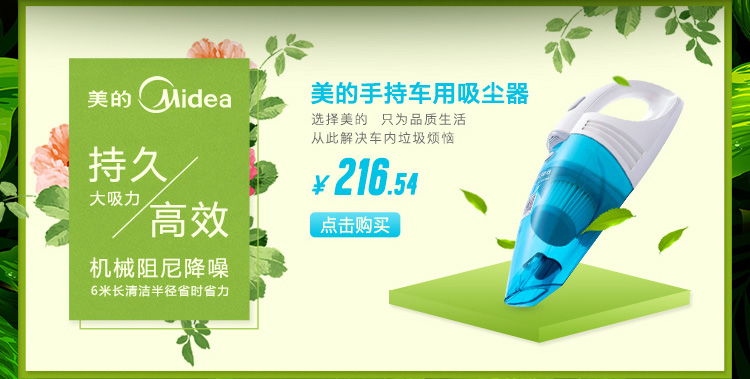 美的 Midea
持久
大吸力
高效
机械阻尼降噪
6米长清洁半径省时省力
美的手持车用吸尘器
选择美的 只为品质生活
从此解决车内垃圾烦恼
¥ 216.54
点击购买